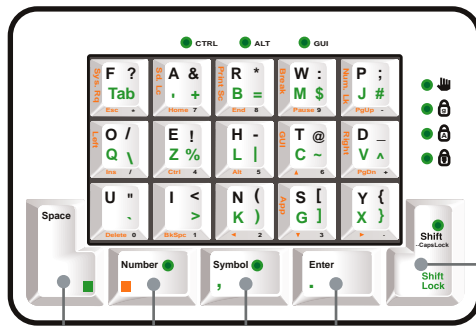 CTRL ALT GUI
F ? A & R * W : P ;
Sys. Rq Tab Sd. Lc ' + Print Sc B = Break M $ Num. Lk J #
Esc * Home 7 End 8 Pause 9 PgUp -
O / E ! H - T @ D _
Left Q \ Z % L | GUI C ~ Right V ʌ
Ins / Ctrl 4 Alt 5 ▲ 6 PgDn +
U " I < N ( S [ Y {
` > K ) App G ] X }
Delete 0 BkSpc 1 ◄ 2 ▼ 3 ► -
Space
Number Symbol Enter Shift
, . -CapsLock
Shift
Lock